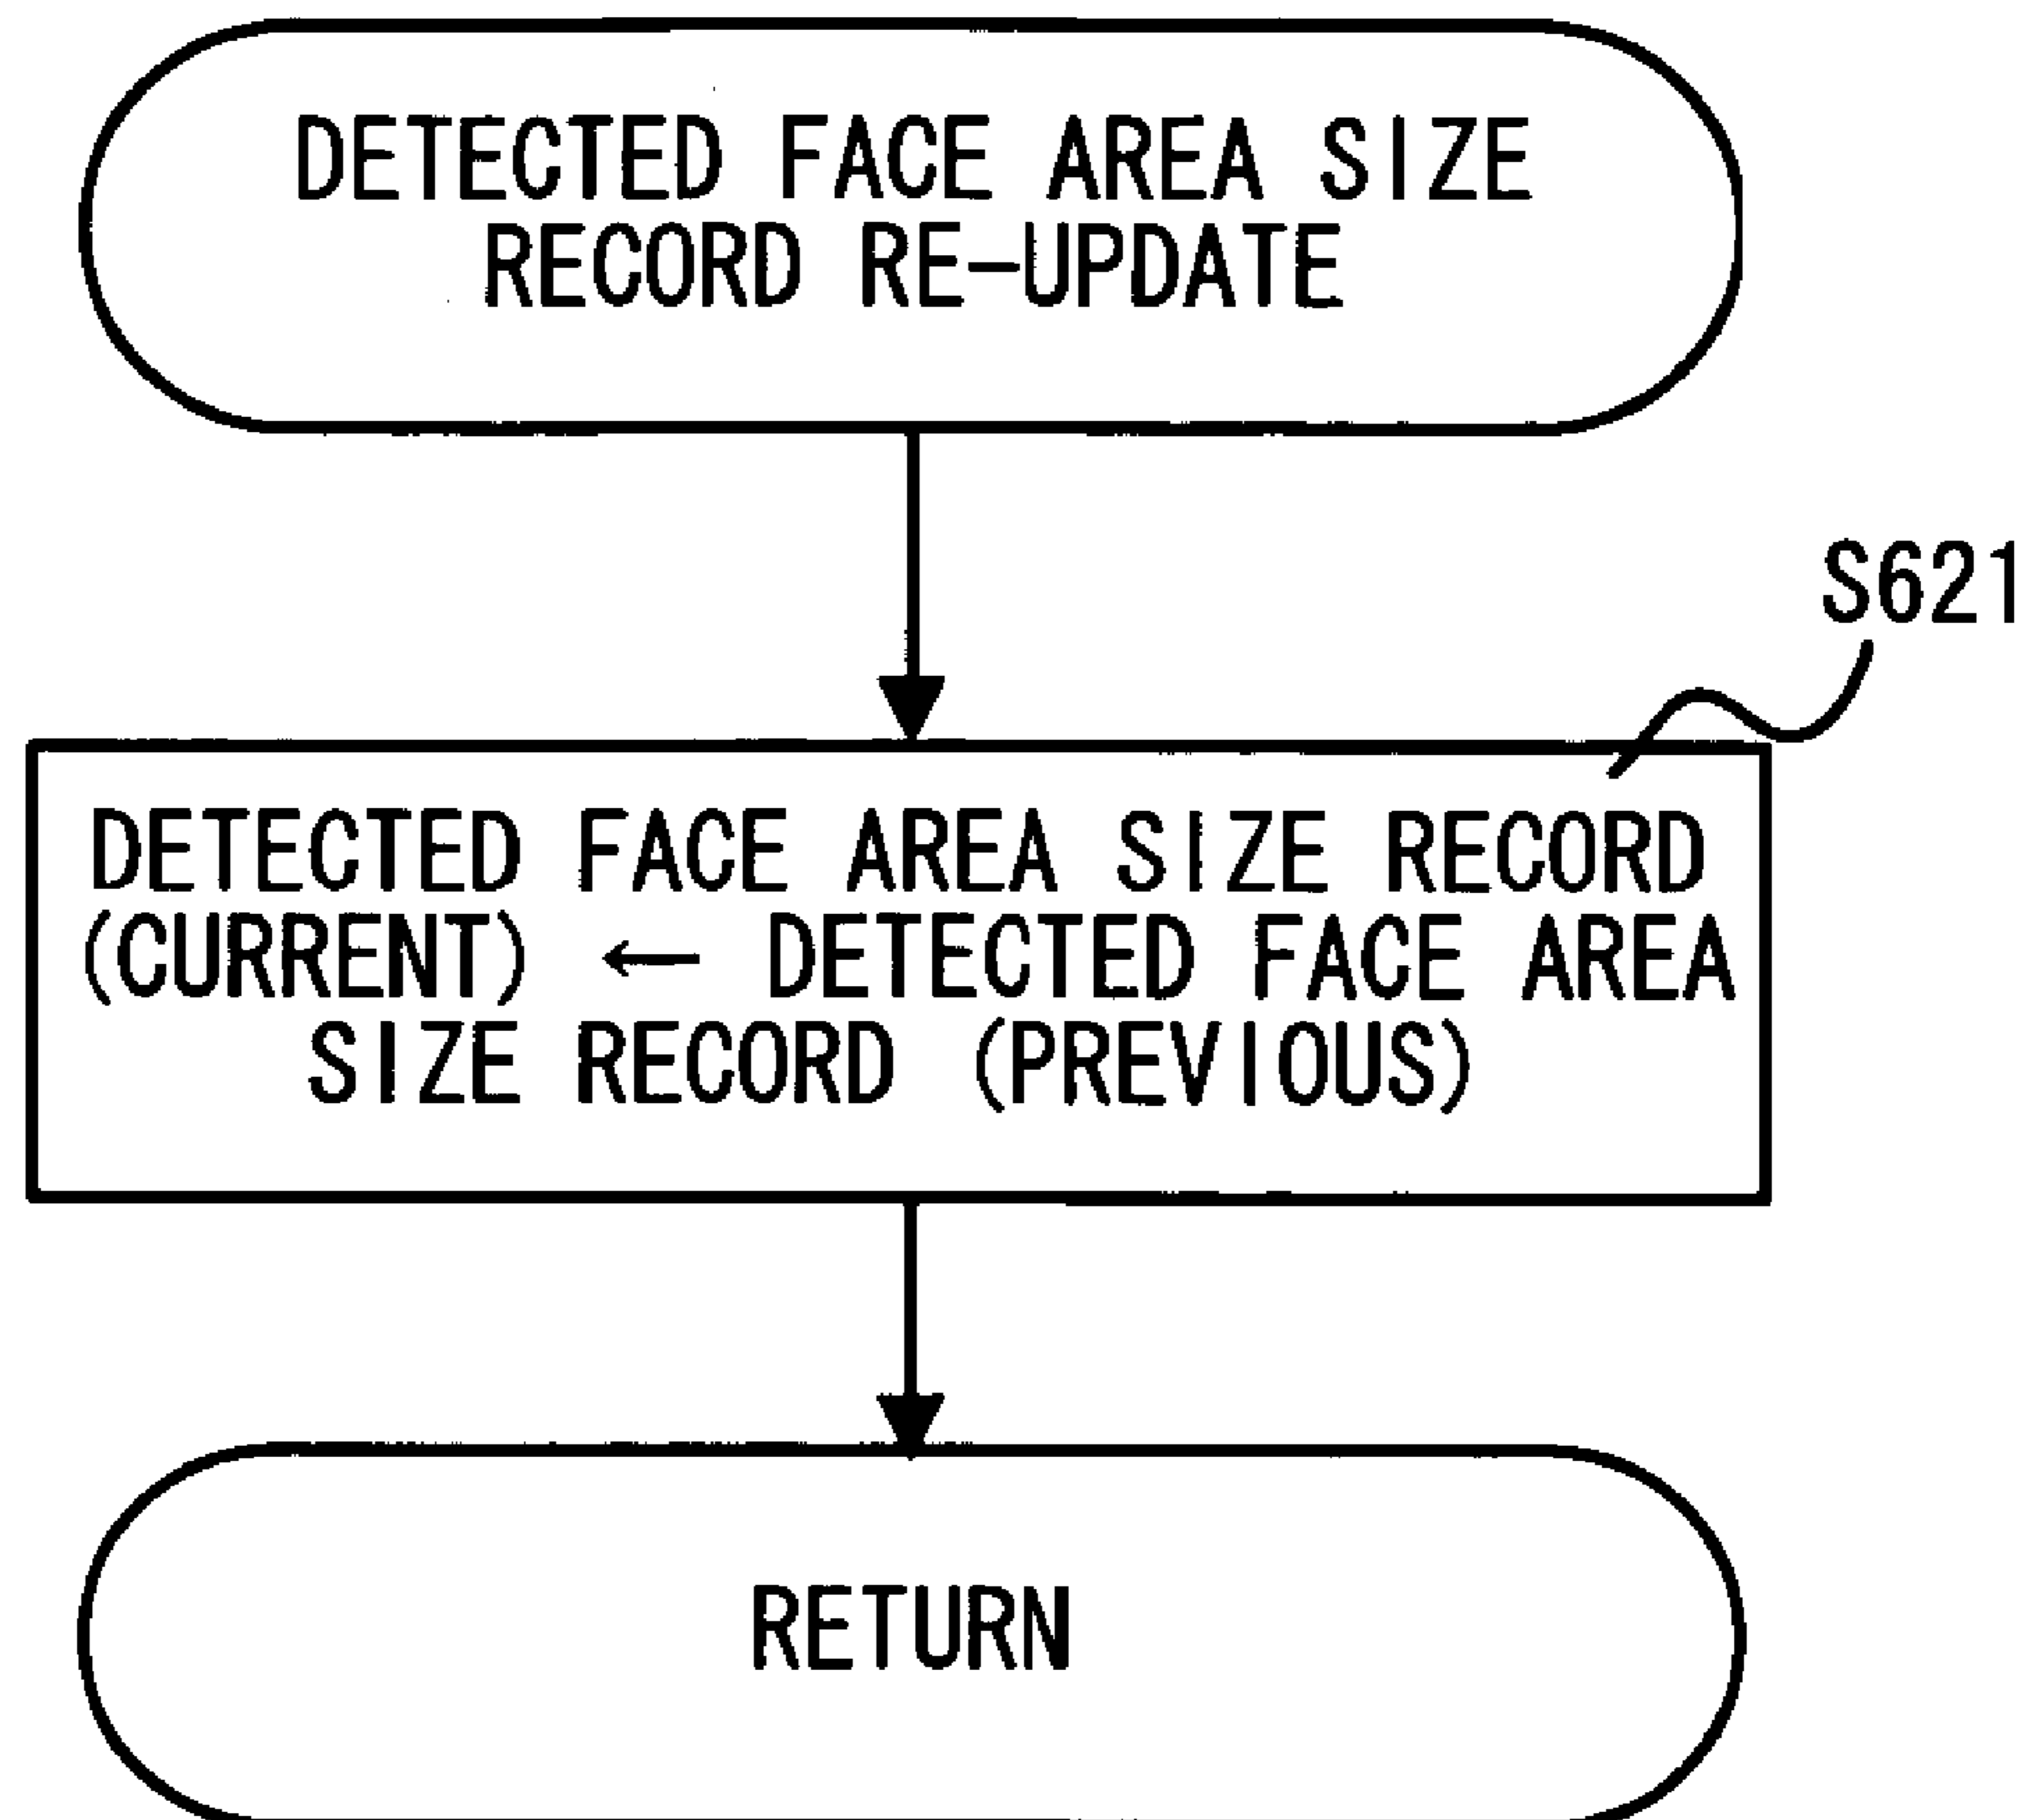 DETECTED FACE AREA SIZE
RECORD RE-UPDATE
S621
DETECTED FACE AREA SIZE RECORD
(CURRENT) ← DETECTED FACE AREA
SIZE RECORD (PREVIOUS)
RETURN